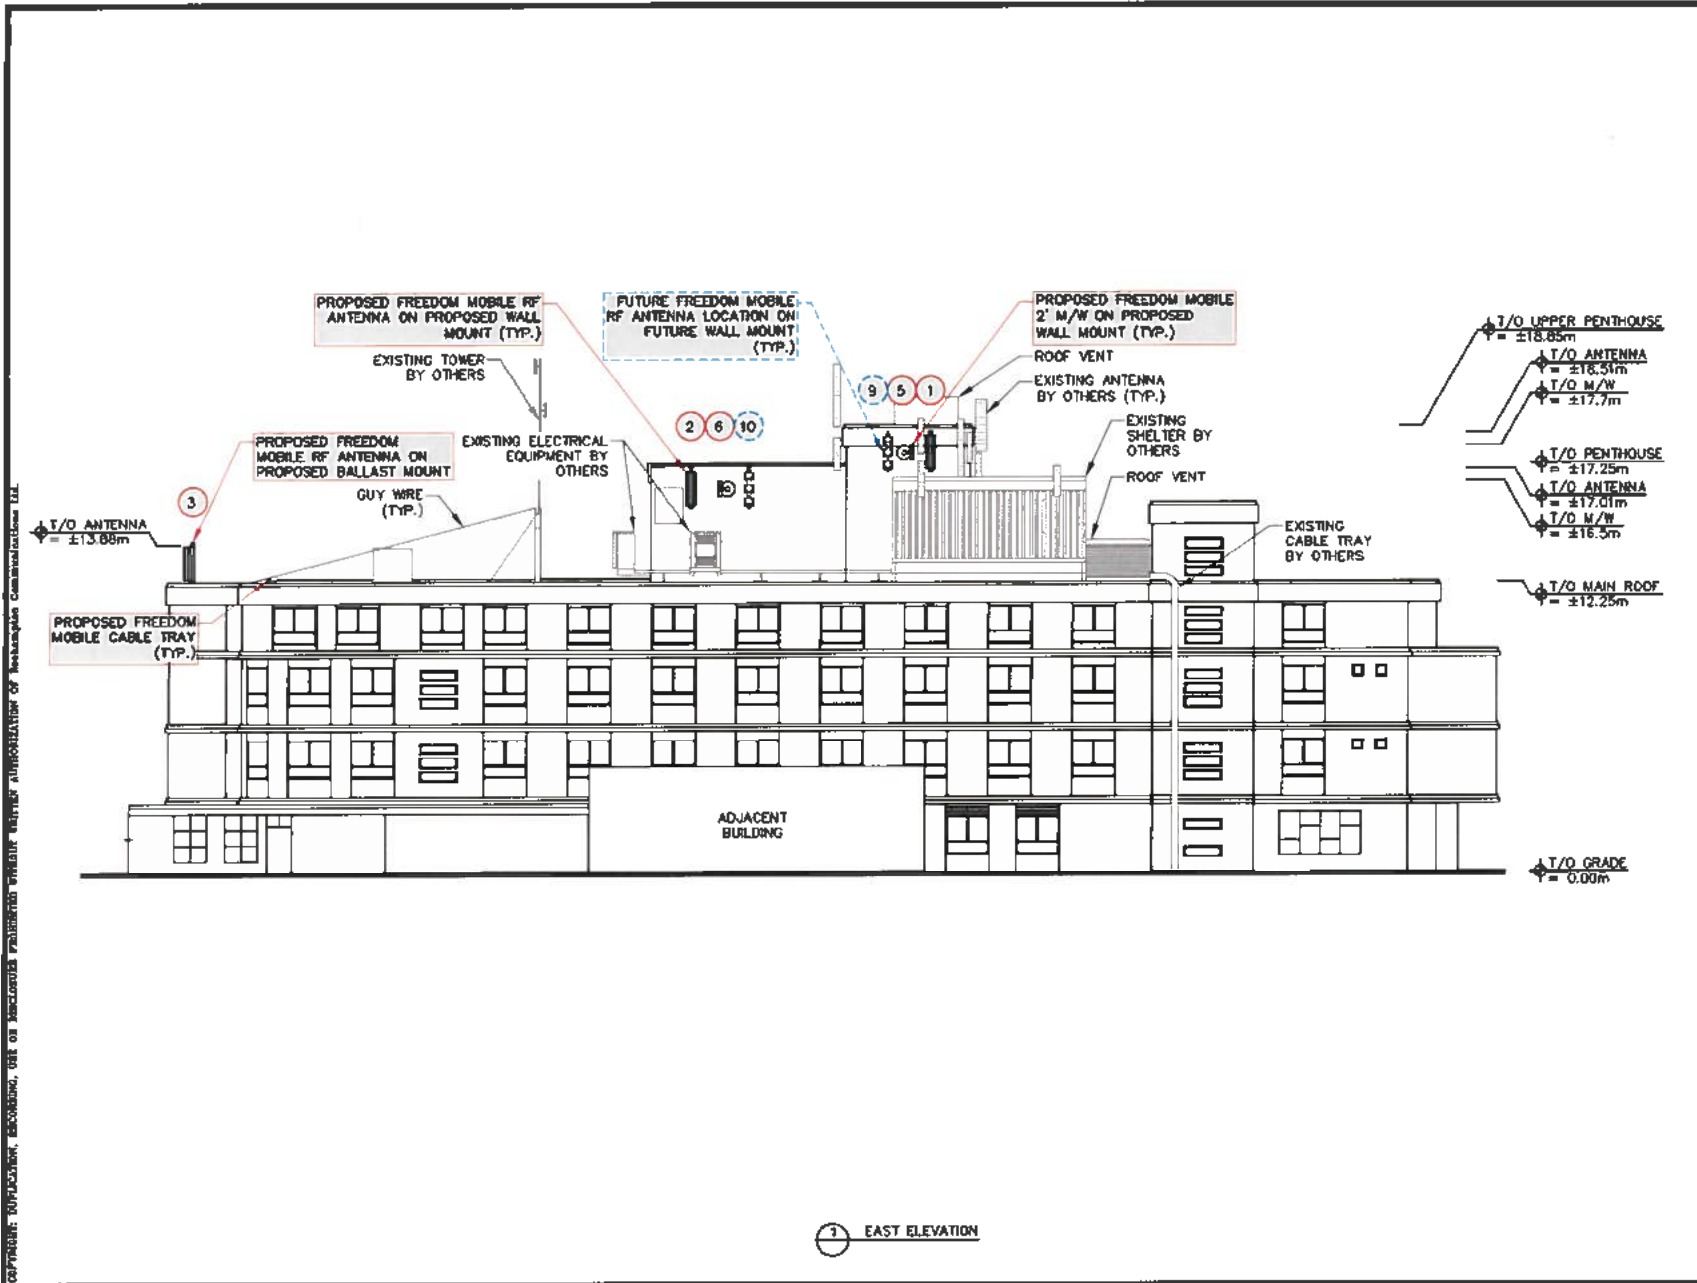 PROPOSED FREEDOM MOBILE RF
ANTENNA ON PROPOSED WALL
MOUNT (TYP.)
FUTURE FREEDOM MOBILE
RF ANTENNA LOCATION ON
FUTURE WALL MOUNT
(TYP.)
PROPOSED FREEDOM MOBILE
2' M/W ON PROPOSED
WALL MOUNT (TYP.)
EXISTING TOWER
BY OTHERS
ROOF VENT
EXISTING ANTENNA
BY OTHERS (TYP.)
9 5 1
2 6 10
PROPOSED FREEDOM
MOBILE RF ANTENNA ON
PROPOSED BALLAST MOUNT
EXISTING ELECTRICAL
EQUIPMENT BY
OTHERS
EXISTING
SHELTER BY
OTHERS
ROOF VENT
GUY WIRE
(TYP.)
3
T/O ANTENNA
= ±13.88m
EXISTING
CABLE TRAY
BY OTHERS
PROPOSED FREEDOM
MOBILE CABLE TRAY
(TYP.)
T/O UPPER PENTHOUSE
= ±18.65m
T/O ANTENNA
= ±18.51m
T/O M/W
= ±17.7m
T/O PENTHOUSE
= ±17.25m
T/O ANTENNA
= ±17.01m
T/O M/W
= ±16.5m
T/O MAIN ROOF
= ±12.25m
ADJACENT
BUILDING
T/O GRADE
= 0.00m
1 EAST ELEVATION